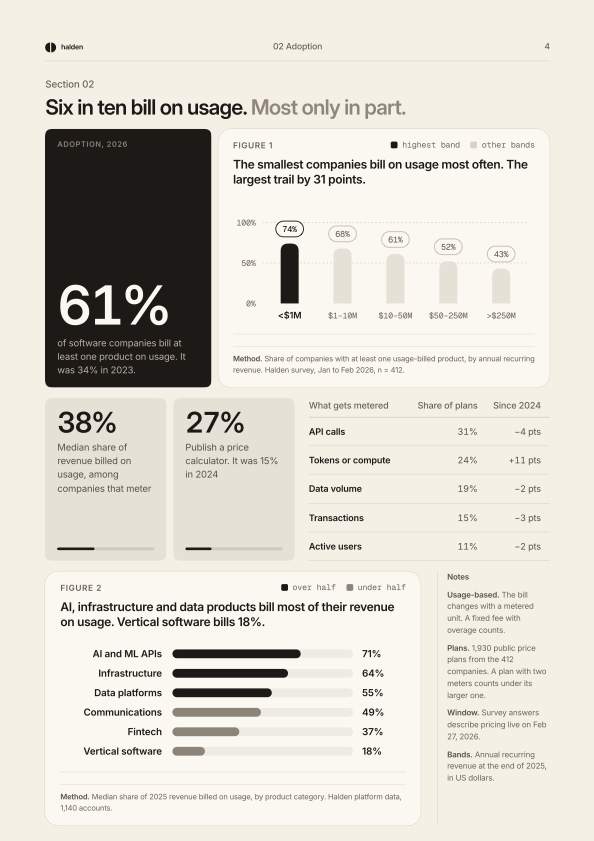 halden
02 Adoption
4
Section 02
Six in ten bill on usage. Most only in part.
ADOPTION, 2026
61%
of software companies bill at
least one product on usage. It
was 34% in 2023.
FIGURE 1
highest band
other bands
The smallest companies bill on usage most often. The
largest trail by 31 points.
100%
50%
0%
74%
68%
61%
52%
43%
<$1M
$1–10M
$10–50M
$50–250M
>$250M
Method. Share of companies with at least one usage-billed product, by annual recurring
revenue. Halden survey, Jan to Feb 2026, n = 412.
38%
Median share of
revenue billed on
usage, among
companies that meter
27%
Publish a price
calculator. It was 15%
in 2024
What gets metered Share of plans Since 2024
API calls 31% −4 pts
Tokens or compute 24% +11 pts
Data volume 19% −2 pts
Transactions 15% −3 pts
Active users 11% −2 pts
FIGURE 2
over half
under half
AI, infrastructure and data products bill most of their revenue
on usage. Vertical software bills 18%.
AI and ML APIs 71%
Infrastructure 64%
Data platforms 55%
Communications 49%
Fintech 37%
Vertical software 18%
Method. Median share of 2025 revenue billed on usage, by product category. Halden platform data,
1,140 accounts.
Notes
Usage-based. The bill
changes with a metered
unit. A fixed fee with
overage counts.
Plans. 1,930 public price
plans from the 412
companies. A plan with two
meters counts under its
larger one.
Window. Survey answers
describe pricing live on Feb
27, 2026.
Bands. Annual recurring
revenue at the end of 2025,
in US dollars.